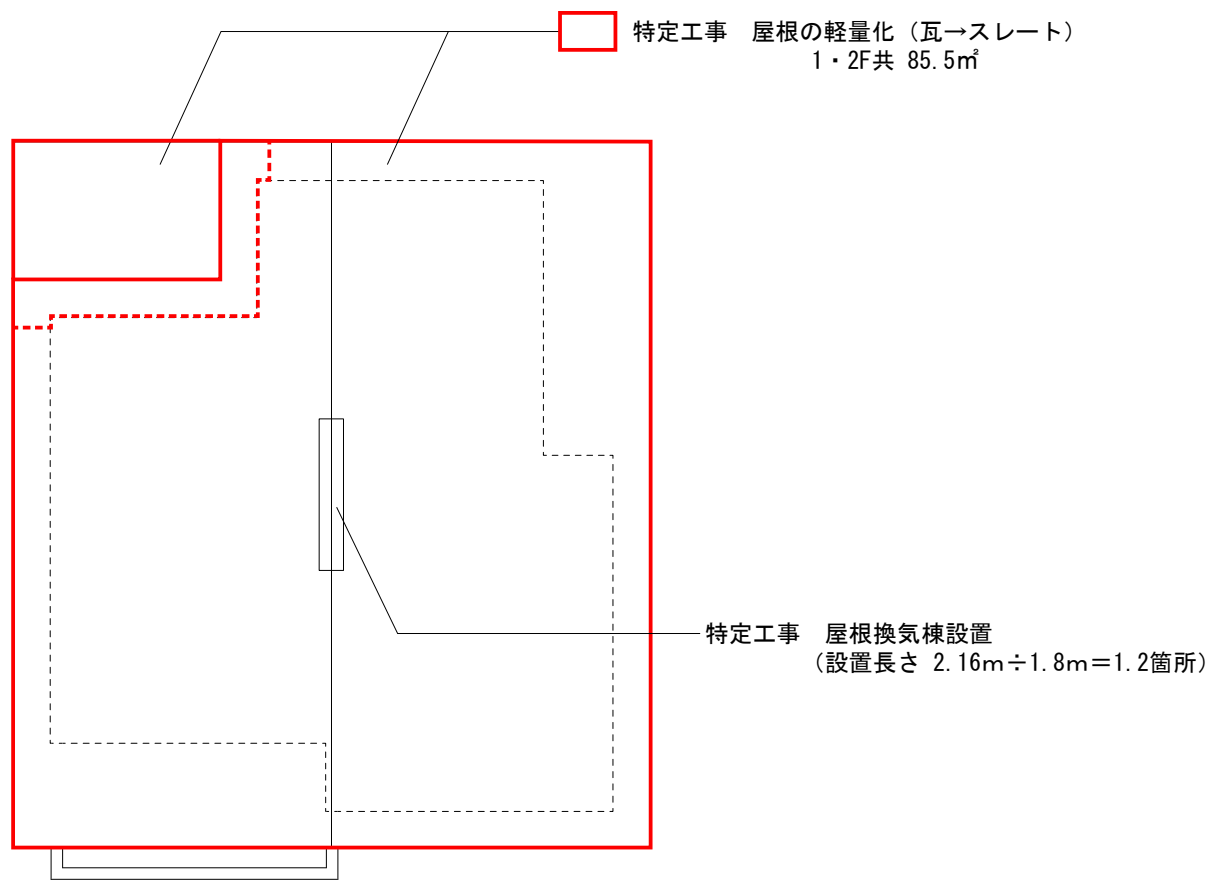 特定工事　屋根の軽量化（瓦→スレート）
1・2F共 85.5㎡
特定工事　屋根換気棟設置
（設置長さ 2.16m÷1.8m＝1.2箇所）